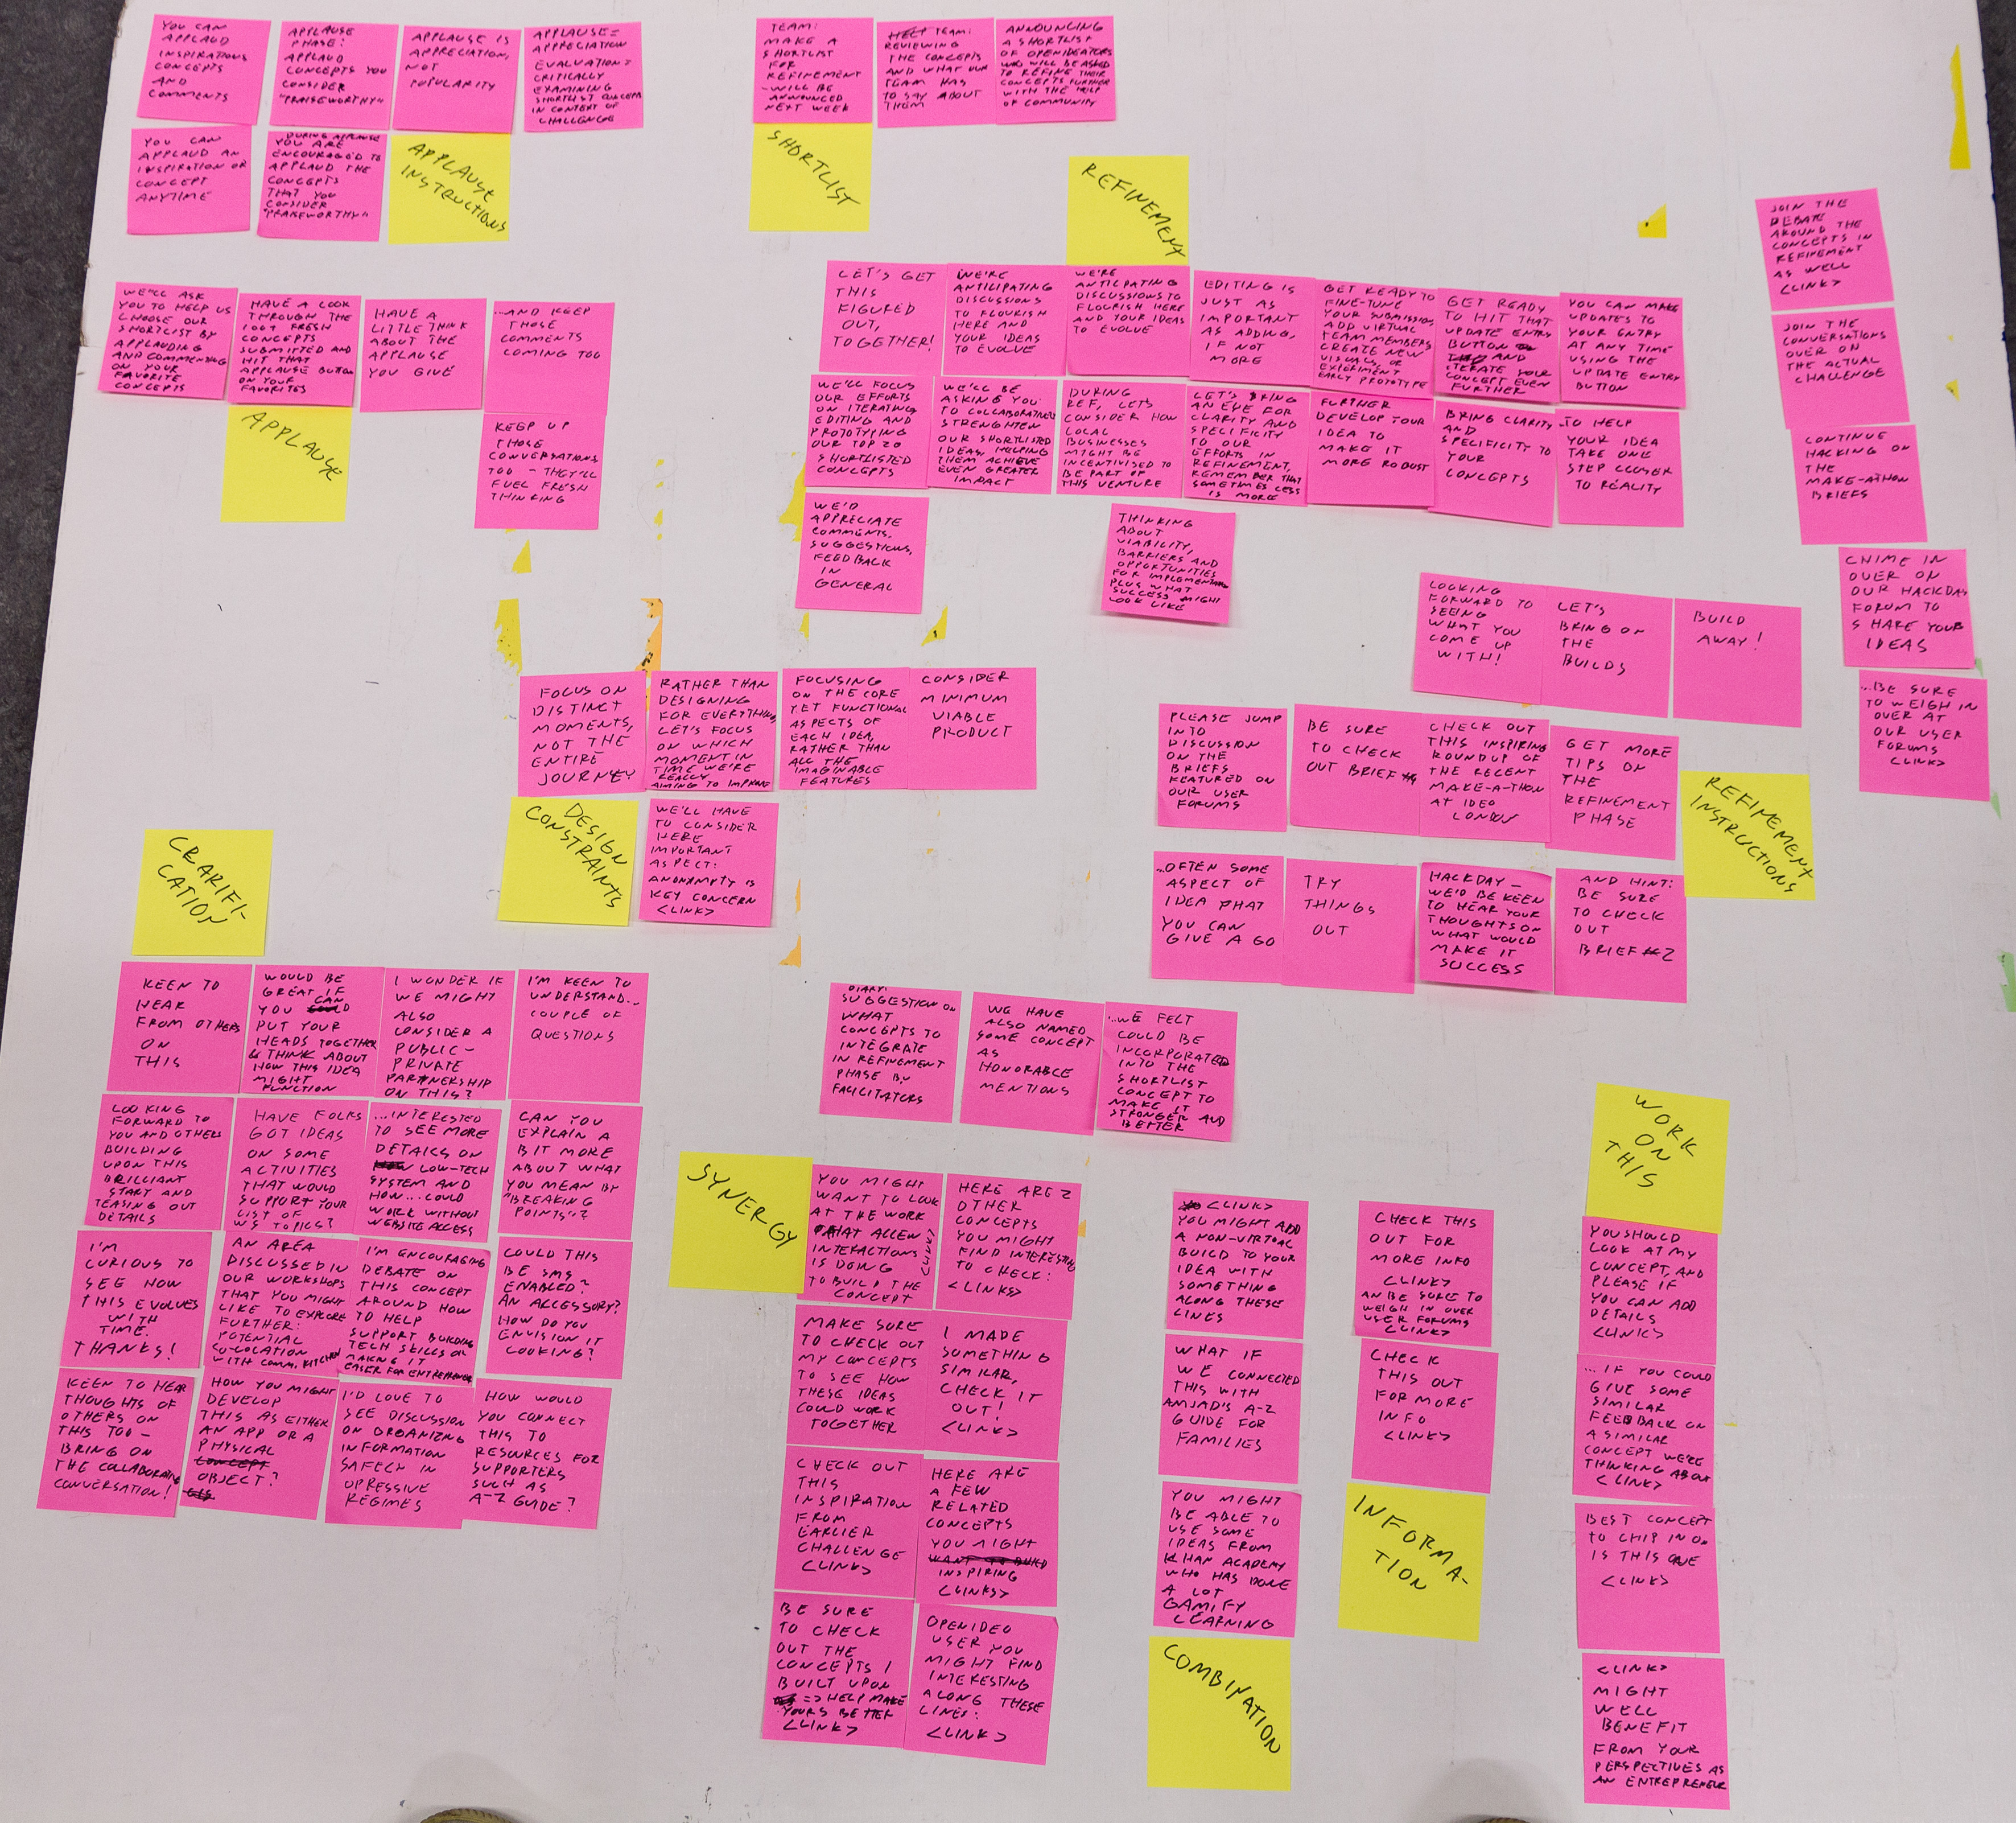 YOU CAN
APPLAUD
INSPIRATIONS
CONCEPTS
AND
COMMENTS
APPLAUSE
PHASE:
APPLAUD
CONCEPTS YOU
CONSIDER
"PRAISEWORTHY"
APPLAUSE IS
APPRECIATION,
NOT
POPULARITY
APPLAUSE=
APPRECIATION
EVALUATION=
CRITICALLY
EXAMINING
SHORTLIST CONCEPTS
IN CONTEXT OF
CHALLENGE
YOU CAN
APPLAUD AN
INSPIRATION OR
CONCEPT
ANYTIME
DURING APPLAUSE
YOU ARE
ENCOURAGED TO
APPLAUD THE
CONCEPTS
THAT YOU
CONSIDER
"PRAISEWORTHY"
APPLAUSE
INSTRUCTIONS
TEAM:
MAKE A
SHORTLIST
FOR
REFINEMENT
- WILL BE
ANNOUNCED
NEXT WEEK
HELP TEAM:
REVIEWING
THE CONCEPTS
AND WHAT OUR
TEAM HAS
TO SAY ABOUT
THEM
ANNOUNCING
A SHORTLIST
OF OPENIDEATORS
WHO WILL BE ASKED
TO REFINE THEIR
CONCEPTS FURTHER
WITH THE HELP
OF COMMUNITY
SHORTLIST
REFINEMENT
WE'LL ASK
YOU TO HELP US
CHOOSE OUR
SHORTLIST BY
APPLAUDING
AND COMMENTING
ON YOUR
FAVORITE
CONCEPTS
HAVE A LOOK
THROUGH THE
100+ FRESH
CONCEPTS
SUBMITTED AND
HIT THAT
APPLAUSE BUTTON
ON YOUR
FAVORITES
HAVE A
LITTLE THINK
ABOUT THE
APPLAUSE
YOU GIVE
...AND KEEP
THOSE
COMMENTS
COMING TOO
APPLAUSE
KEEP UP
THOSE
CONVERSATIONS
TOO - THEY'LL
FUEL FRESH
THINKING
LET'S GET
THIS
FIGURED
OUT,
TOGETHER!
WE'RE
ANTICIPATING
DISCUSSIONS
TO FLOURISH
HERE AND
YOUR IDEAS
TO EVOLVE
WE'RE
ANTICIPATING
DISCUSSIONS TO
FLOURISH HERE
AND YOUR IDEAS
TO EVOLVE
EDITING IS
JUST AS
IMPORTANT
AS ADDING,
IF NOT
MORE
GET READY TO
FINE-TUNE
YOUR SUBMISSION,
ADD VIRTUAL
TEAM MEMBERS
CREATE NEW
VISUALS OR
EXPERIMENT
EARLY PROTOTYPE
GET READY
TO HIT THAT
UPDATE ENTRY
BUTTON
AND
ITERATE YOUR
CONCEPT EVEN
FURTHER
YOU CAN MAKE
UPDATES TO
YOUR ENTRY
AT ANY TIME
USING THE
UPDATE ENTRY
BUTTON
WE'LL FOCUS
OUR EFFORTS
ON ITERATING,
EDITING AND
PROTOTYPING
OUR TOP 20
SHORTLISTED
CONCEPTS
WE'LL BE
ASKING YOU
TO COLLABORATIVELY
STRENGTHEN
OUR SHORTLISTED
IDEAS, HELPING
THEM ACHIEVE
EVEN GREATER
IMPACT
DURING
REF, LET'S
CONSIDER HOW
LOCAL
BUSINESSES
MIGHT BE
INCENTIVISED TO
BE PART OF
THIS VENTURE
LET'S BRING
AN EYE FOR
CLARITY AND
SPECIFICITY
TO OUR
EFFORTS IN
REFINEMENT,
REMEMBER THAT
SOMETIMES LESS
IS MORE
FURTHER
DEVELOP YOUR
IDEA TO
MAKE IT
MORE ROBUST
BRING CLARITY
AND
SPECIFICITY TO
YOUR
CONCEPTS
..TO HELP
YOUR IDEA
TAKE ONE
STEP CLOSER
TO REALITY
WE'D
APPRECIATE
COMMENTS,
SUGGESTIONS,
FEEDBACK
IN
GENERAL
THINKING
ABOUT
VIABILITY,
BARRIERS AND
OPPORTUNITIES
FOR IMPLEMENTATION
PLUS WHAT
SUCCESS MIGHT
LOOK LIKE
JOIN THE
DEBATE
AROUND THE
CONCEPTS IN
REFINEMENT
AS WELL
<LINK>
JOIN THE
CONVERSATIONS
OVER ON
THE ACTUAL
CHALLENGE
CONTINUE
HACKING ON
THE
MAKE-ATHON
BRIEFS
CHIME IN
OVER ON
OUR HACKDAY
FORUM TO
SHARE YOUR
IDEAS
...BE SURE
TO WEIGH IN
OVER AT
OUR USER
FORUMS
<LINK>
LOOKING
FORWARD TO
SEEING
WHAT YOU
COME UP
WITH!
LET'S
BRING ON
THE
BUILDS
BUILD
AWAY!
PLEASE JUMP
INTO
DISCUSSION
ON THE
BRIEFS
FEATURED ON
OUR USER
FORUMS
BE SURE
TO CHECK
OUT BRIEF
CHECK OUT
THIS INSPIRING
ROUNDUP OF
THE RECENT
MAKE-A-THON
AT IDEO
LONDON
GET MORE
TIPS ON
THE
REFINEMENT
PHASE
REFINEMENT
INSTRUCTIONS
...OFTEN SOME
ASPECT OF
IDEA THAT
YOU CAN
GIVE A GO
TRY
THINGS
OUT
HACKDAY -
WE'D BE KEEN
TO HEAR YOUR
THOUGHTS ON
WHAT WOULD
MAKE IT
SUCCESS
AND HINT:
BE SURE
TO CHECK
OUT
BRIEF #2
FOCUS ON
DISTINCT
MOMENTS,
NOT THE
ENTIRE
JOURNEY
RATHER THAN
DESIGNING
FOR EVERYTHING,
LET'S FOCUS
ON WHICH
MOMENT IN
TIME WE'RE
REALLY
AIMING TO IMPROVE
FOCUSING
ON THE CORE
YET FUNCTIONAL
ASPECTS OF
EACH IDEA,
RATHER THAN
ALL THE
IMAGINABLE
FEATURES
CONSIDER
MINIMUM
VIABLE
PRODUCT
DESIGN
CONSTRAINTS
WE'LL HAVE
TO CONSIDER
HERE
IMPORTANT
ASPECT:
ANONYMPTY IS
KEY CONCERN
<LINK>
CRARIFI-
CATION
KEEN TO
HEAR
FROM OTHERS
ON
THIS
WOULD BE
GREAT IF
YOU CAN
PUT YOUR
HEADS TOGETHER
& THINK ABOUT
HOW THIS IDEA
MIGHT
FUNCTION
I WONDER IF
WE MIGHT
ALSO
CONSIDER A
PUBLIC-
PRIVATE
PARTNERSHIP
ON THIS?
I'M KEEN TO
UNDERSTAND...
COUPLE OF
QUESTIONS
LOOKING
FORWARD TO
YOU AND OTHERS
BUILDING
UPON THIS
BRILLIANT
START AND
TEASING OUT
DETAILS
HAVE FOLKS
GOT IDEAS
ON SOME
ACTIVITIES
THAT WOULD
SUPPORT YOUR
LIST OF
WS TOPICS?
...INTERESTED
TO SEE MORE
DETAILS ON
LOW-TECH
SYSTEM AND
HOW...COULD
WORK WITHOUT
WEBSITE ACCESS
CAN YOU
EXPLAIN A
BIT MORE
ABOUT WHAT
YOU MEAN BY
"BREAKING
POINTS"?
I'M
CURIOUS TO
SEE HOW
THIS EVOLVES
WITH
TIME.
THANKS!
AN AREA
DISCUSSED IN
OUR WORKSHOPS
THAT YOU MIGHT
LIKE TO EXPLORE
FURTHER:
POTENTIAL
CO-LOCATION
WITH COMM. KITCHEN
I'M ENCOURAGING
DEBATE ON
THIS CONCEPT
AROUND HOW
TO HELP
SUPPORT BUILDING
TECH SKILLS OR
MAKING IT
EASER FOR ENTREPRENEUR
COULD THIS
BE SMS
ENABLED?
AN ACCESSORY?
HOW DO YOU
ENVISION IT
LOOKING?
KEEN TO HEAR
THOUGHTS OF
OTHERS ON
THIS TOO -
BRING ON
THE COLLABORATIVE
CONVERSATION!
HOW YOU MIGHT
DEVELOP
THIS AS EITHER
AN APP OR A
PHYSICAL
CONCEPT
OBJECT?
I'D LOVE TO
SEE DISCUSSION
ON ORGANIZING
INFORMATION
SAFELY IN
OPRESSIVE
REGIMES
HOW WOULD
YOU CONNECT
THIS TO
RESOURCES FOR
SUPPORTERS
SUCH AS
A-Z GUIDE?
DIARY:
SUGGESTION ON
WHAT
CONCEPTS TO
INTEGRATE
IN REFINEMENT
PHASE BY
FACILITATORS
WE HAVE
ALSO NAMED
SOME CONCEPT
AS
HONORABLE
MENTIONS
...WE FELT
COULD BE
INCORPORATED
INTO THE
SHORTLIST
CONCEPT TO
MAKE IT
STRONGER AND
BETTER
SYNERGY
YOU MIGHT
WANT TO LOOK
AT THE WORK
THAT ALLEN
INTERACTIONS
IS DOING
TO BUILD THE
CONCEPT
<LINK>
HERE ARE 2
OTHER
CONCEPTS
YOU MIGHT
FIND INTERESTING
TO CHECK:
<LINKS>
MAKE SURE
TO CHECK OUT
MY CONCEPTS
TO SEE HOW
THESE IDEAS
COULD WORK
TOGETHER
I MADE
SOMETHING
SIMILAR,
CHECK IT
OUT!
<LINK>
CHECK OUT
THIS
INSPIRATION
FROM
EARLIER
CHALLENGE
<LINK>
HERE ARE
A FEW
RELATED
CONCEPTS
YOU MIGHT
WANT TO BUILD
INSPIRING
<LINKS>
BE SURE
TO CHECK
OUT THE
CONCEPTS I
BUILT UPON
=> HELP MAKE
YOURS BETTER
<LINK>
OPENIDEO
USER YOU
MIGHT FIND
INTERESTING
ALONG THESE
LINES:
<LINK>
<LINK>
YOU MIGHT ADD
A NON-VIRTUAL
BUILD TO YOUR
IDEA WITH
SOMETHING
ALONG THESE
LINES
WHAT IF
WE CONNECTED
THIS WITH
AMJAD'S A-Z
GUIDE FOR
FAMILIES
YOU MIGHT
BE ABLE TO
USE SOME
IDEAS FROM
KHAN ACADEMY
WHO HAS DONE
A LOT
GAMIFY
LEARNING
COMBINATION
CHECK THIS
OUT FOR
MORE INFO
<LINK>
AN BE SURE TO
WEIGH IN OVER
USER FORUMS
<LINK>
CHECK
THIS OUT
FOR MORE
INFO
<LINK>
INFORMA-
TION
WORK
ON
THIS
YOU SHOULD
LOOK AT MY
CONCEPT, AND
PLEASE IF
YOU CAN ADD
DETAILS
<LINK>
...IF YOU COULD
GIVE SOME
SIMILAR
FEEDBACK ON
A SIMILAR
CONCEPT WE'RE
THINKING ABOUT
<LINK>
BEST CONCEPT
TO CHIP IN ON
IS THIS ONE
<LINK>
<LINK>
MIGHT
WELL
BENEFIT
FROM YOUR
PERSPECTIVES AS
AN ENTREPRENEUR